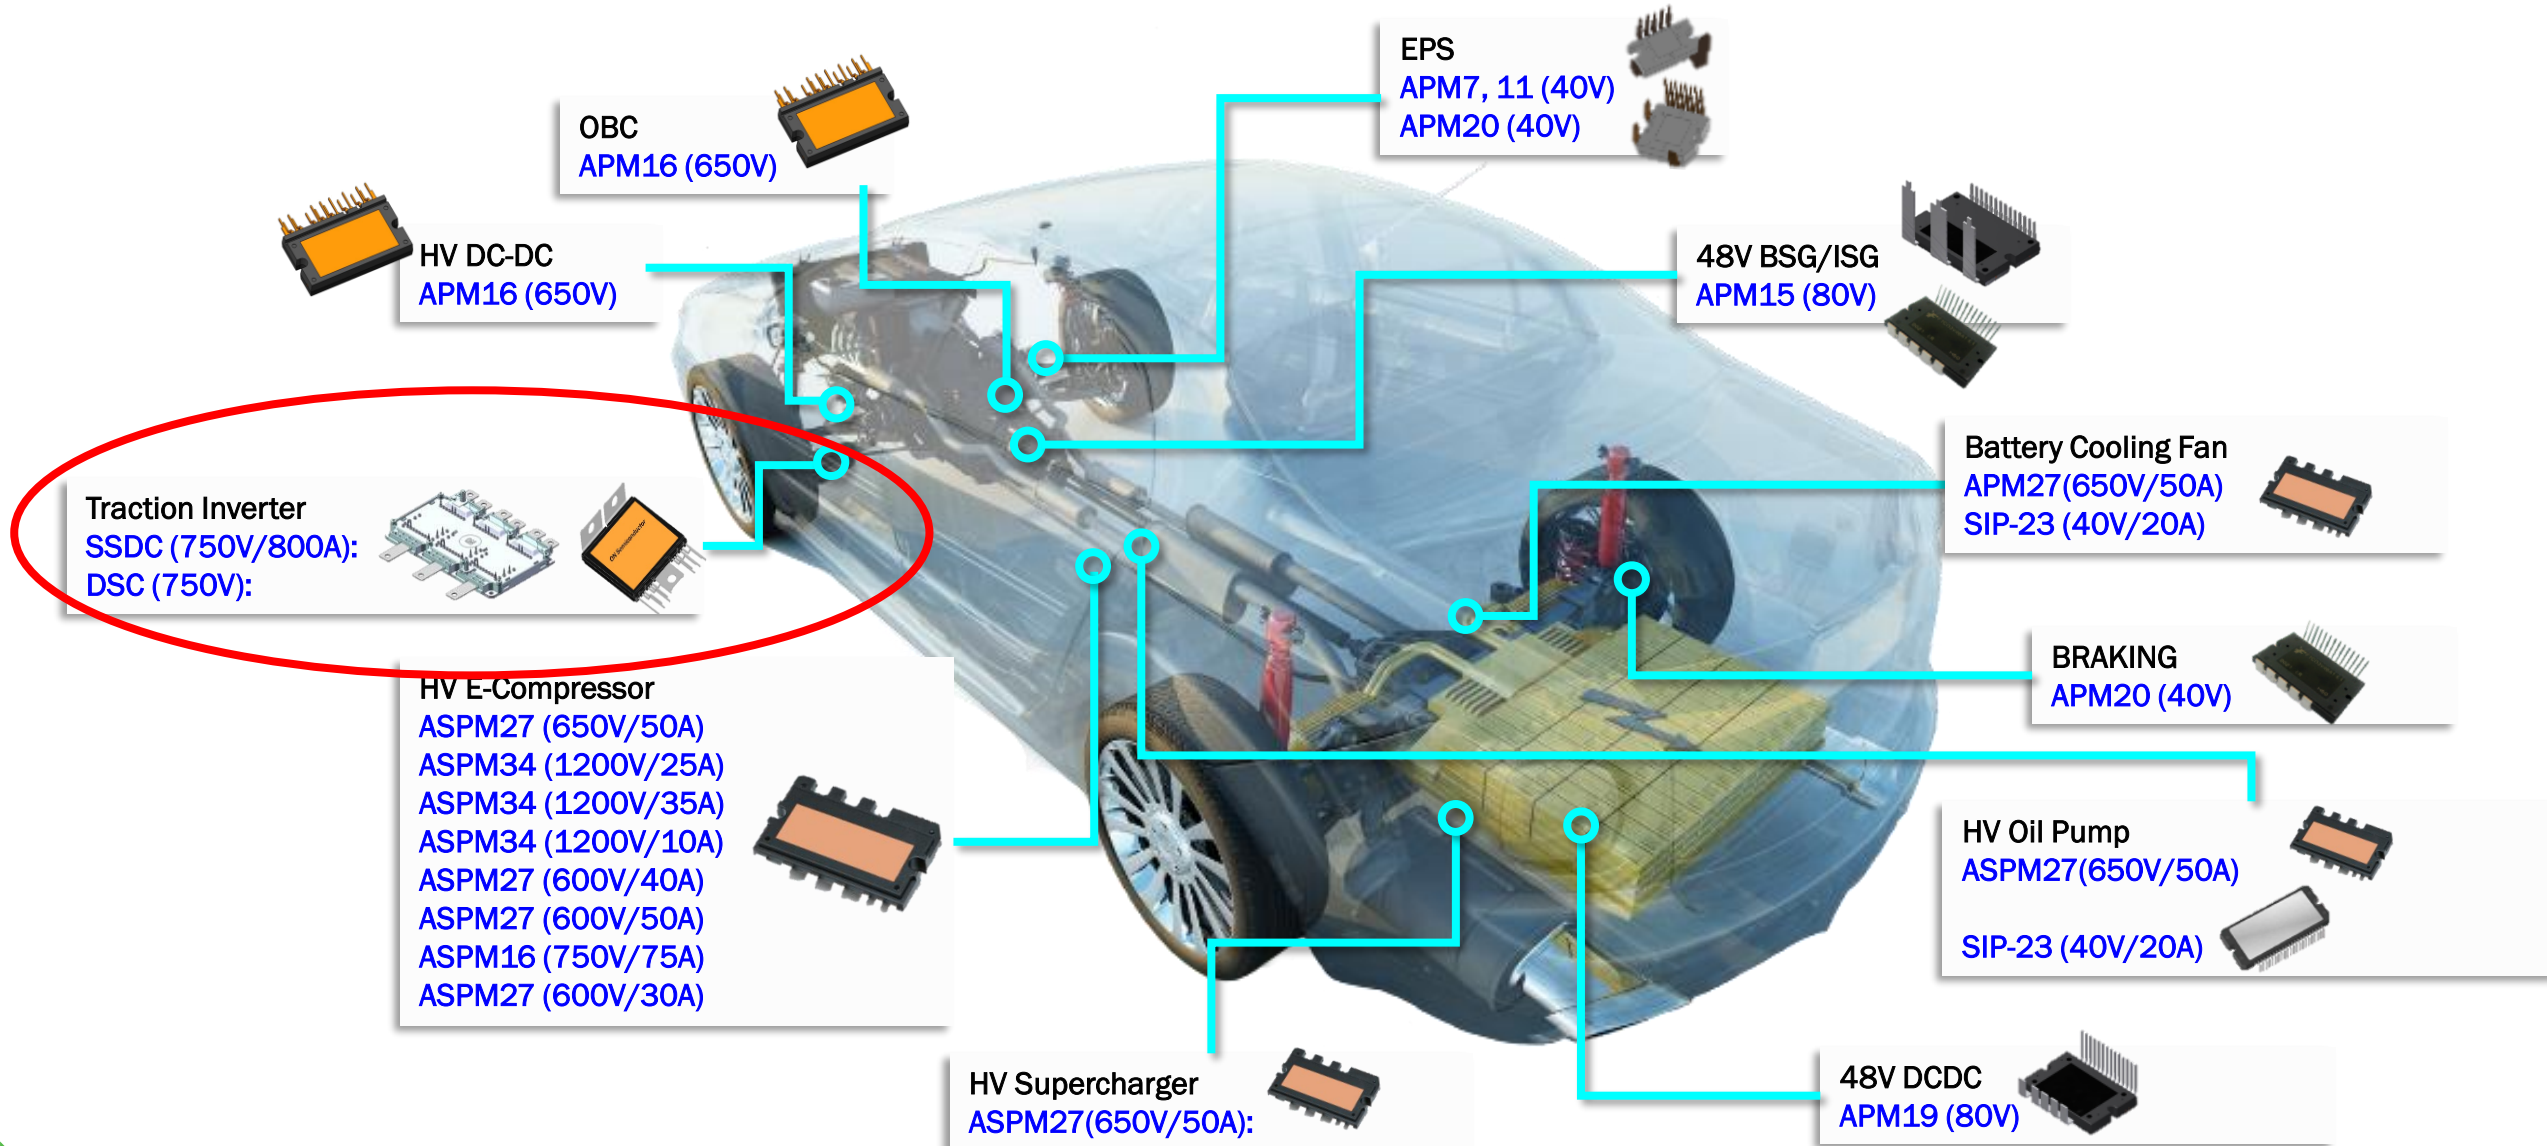 OBC
APM16 (650V)
HV DC-DC
APM16 (650V)
EPS
APM7, 11 (40V)
APM20 (40V)
48V BSG/ISG
APM15 (80V)
Traction Inverter
SSDC (750V/800A):
DSC (750V):
ON Semiconductor
Battery Cooling Fan
APM27(650V/50A)
SIP-23 (40V/20A)
BRAKING
APM20 (40V)
HV E-Compressor
ASPM27 (650V/50A)
ASPM34 (1200V/25A)
ASPM34 (1200V/35A)
ASPM34 (1200V/10A)
ASPM27 (600V/40A)
ASPM27 (600V/50A)
ASPM16 (750V/75A)
ASPM27 (600V/30A)
HV Oil Pump
ASPM27(650V/50A)
SIP-23 (40V/20A)
HV Supercharger
ASPM27(650V/50A):
48V DCDC
APM19 (80V)